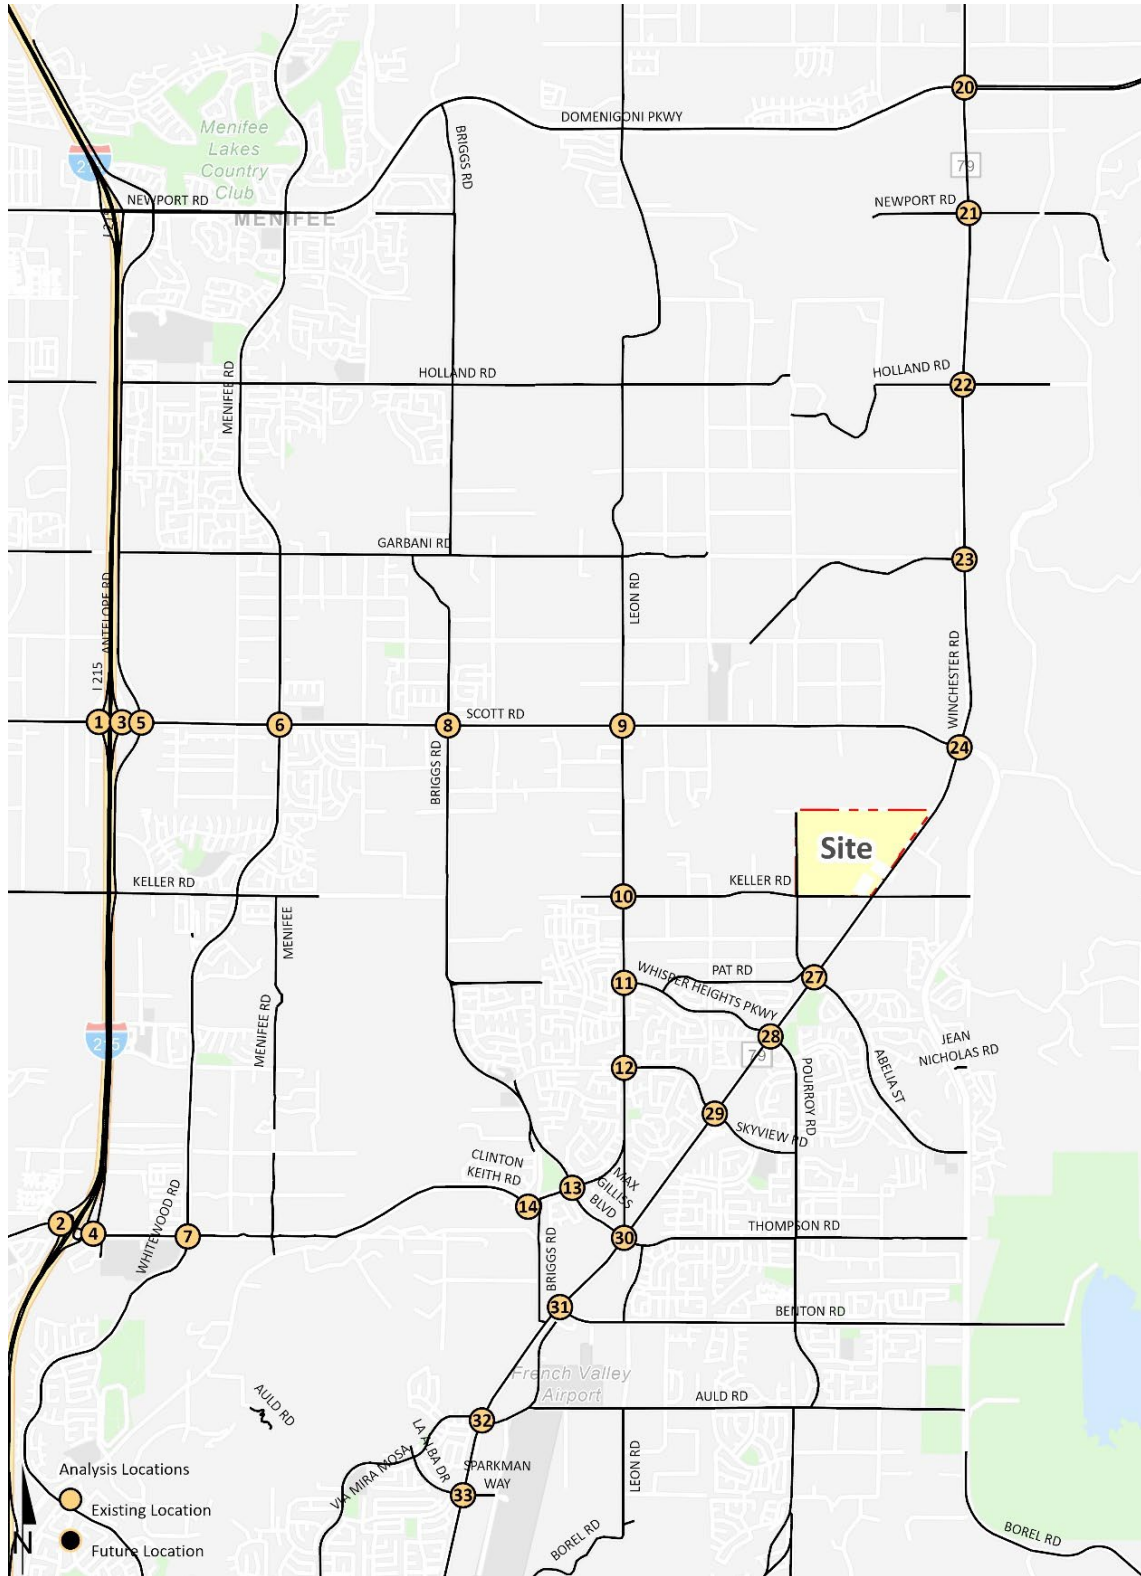 20
DOMENIGONI PKWY
Menifee
Lakes
Country
Club
BRIGGS RD
79
NEWPORT RD
MENIFEE
NEWPORT RD
21
HOLLAND RD
22
HOLLAND RD
MENIFEE RD
GARBANI RD
23
ANTELOPE RD
LEON RD
I 215
WINCHESTER RD
1
3
5
6
8
SCOTT RD
9
24
BRIGGS RD
Site
KELLER RD
KELLER RD
10
MENIFEE
WHISPER HEIGHTS PKWY
PAT RD
27
11
MENIFEE RD
215
28
79
JEAN
NICHOLAS RD
12
POURROY RD
ABELIA ST
29
SKYVIEW RD
CLINTON
KEITH RD
13
MAX
GILLISS
BLVD
14
WHITEWOOD RD
2
4
7
30
THOMPSON RD
BRIGGS RD
31
BENTON RD
French Valley
Airport
AULD RD
AULD RD
32
LA ALBA DR
VIA MIRA MOSA
SPARKMAN
WAY
33
LEON RD
BOREL RD
BOREL RD
Analysis Locations
Existing Location
Future Location
N